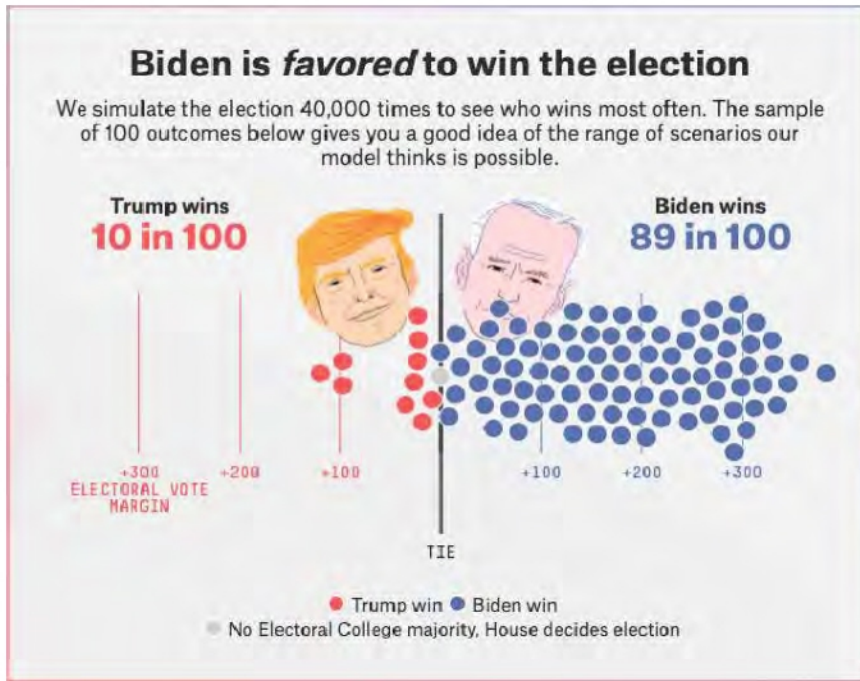 Biden is favored to win the election
We simulate the election 40,000 times to see who wins most often. The sample
of 100 outcomes below gives you a good idea of the range of scenarios our
model thinks is possible.
Trump wins
10 in 100
Biden wins
89 in 100
+300
+200
+100
+100
+200
+300
ELECTORAL VOTE
MARGIN
TIE
Trump win
Biden win
No Electoral College majority, House decides election